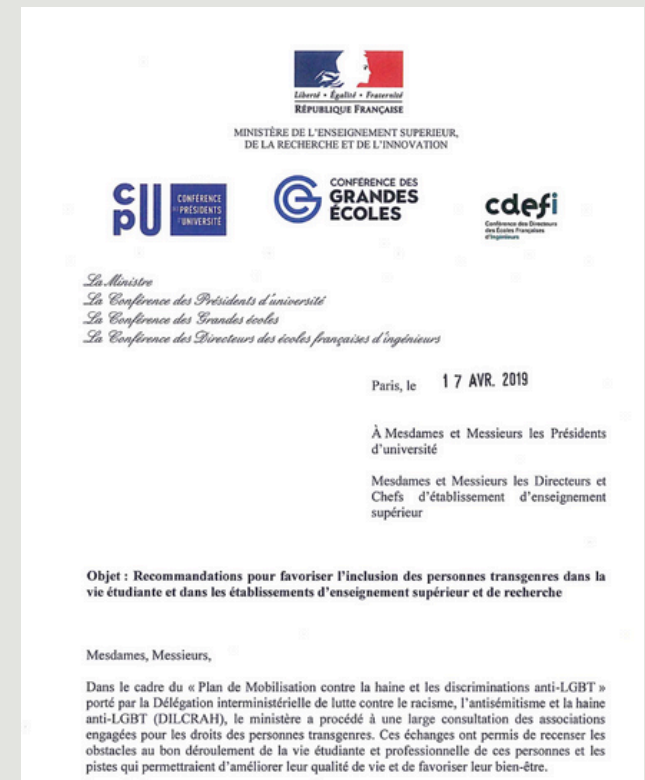 Liberté • Égalité • Fraternité
RÉPUBLIQUE FRANÇAISE
MINISTÈRE DE L'ENSEIGNEMENT SUPERIEUR,
DE LA RECHERCHE ET DE L'INNOVATION
CPU
CONFÉRENCE
DES PRÉSIDENTS
D'UNIVERSITÉ
CONFÉRENCE DES
GRANDES
ÉCOLES
cdefi
Conférence des Directeurs
des Écoles Françaises
d'Ingénieurs
La Ministre
La Conférence des Présidents d'université
La Conférence des Grandes écoles
La Conférence des Directeurs des écoles françaises d'ingénieurs
Paris, le 17 AVR. 2019
À Mesdames et Messieurs les Présidents
d'université
Mesdames et Messieurs les Directeurs et
Chefs d'établissement d'enseignement
supérieur
Objet : Recommandations pour favoriser l'inclusion des personnes transgenres dans la
vie étudiante et dans les établissements d'enseignement supérieur et de recherche
Mesdames, Messieurs,
Dans le cadre du « Plan de Mobilisation contre la haine et les discriminations anti-LGBT »
porté par la Délégation interministérielle de lutte contre le racisme, l'antisémitisme et la haine
anti-LGBT (DILCRAH), le ministère a procédé à une large consultation des associations
engagées pour les droits des personnes transgenres. Ces échanges ont permis de recenser les
obstacles au bon déroulement de la vie étudiante et professionnelle de ces personnes et les
pistes qui permettraient d'améliorer leur qualité de vie et de favoriser leur bien-être.